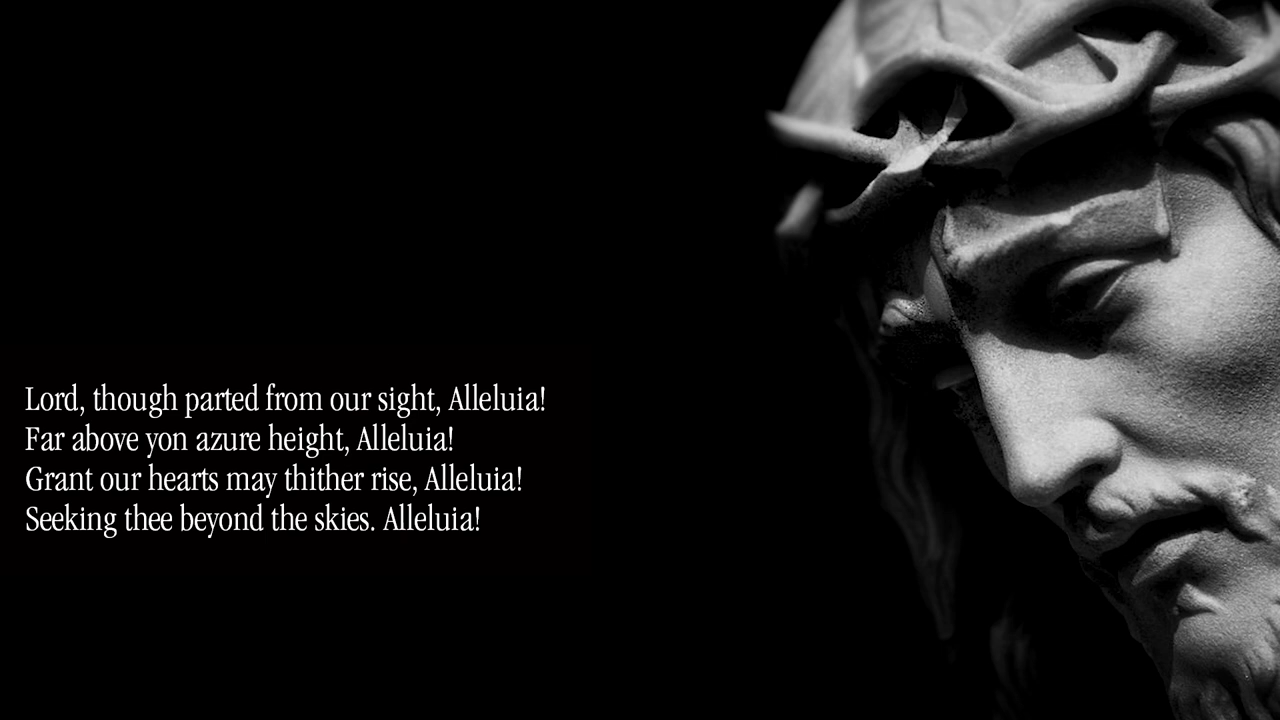 Lord, though parted from our sight, Alleluia!
Far above yon azure height, Alleluia!
Grant our hearts may thither rise, Alleluia!
Seeking thee beyond the skies. Alleluia!